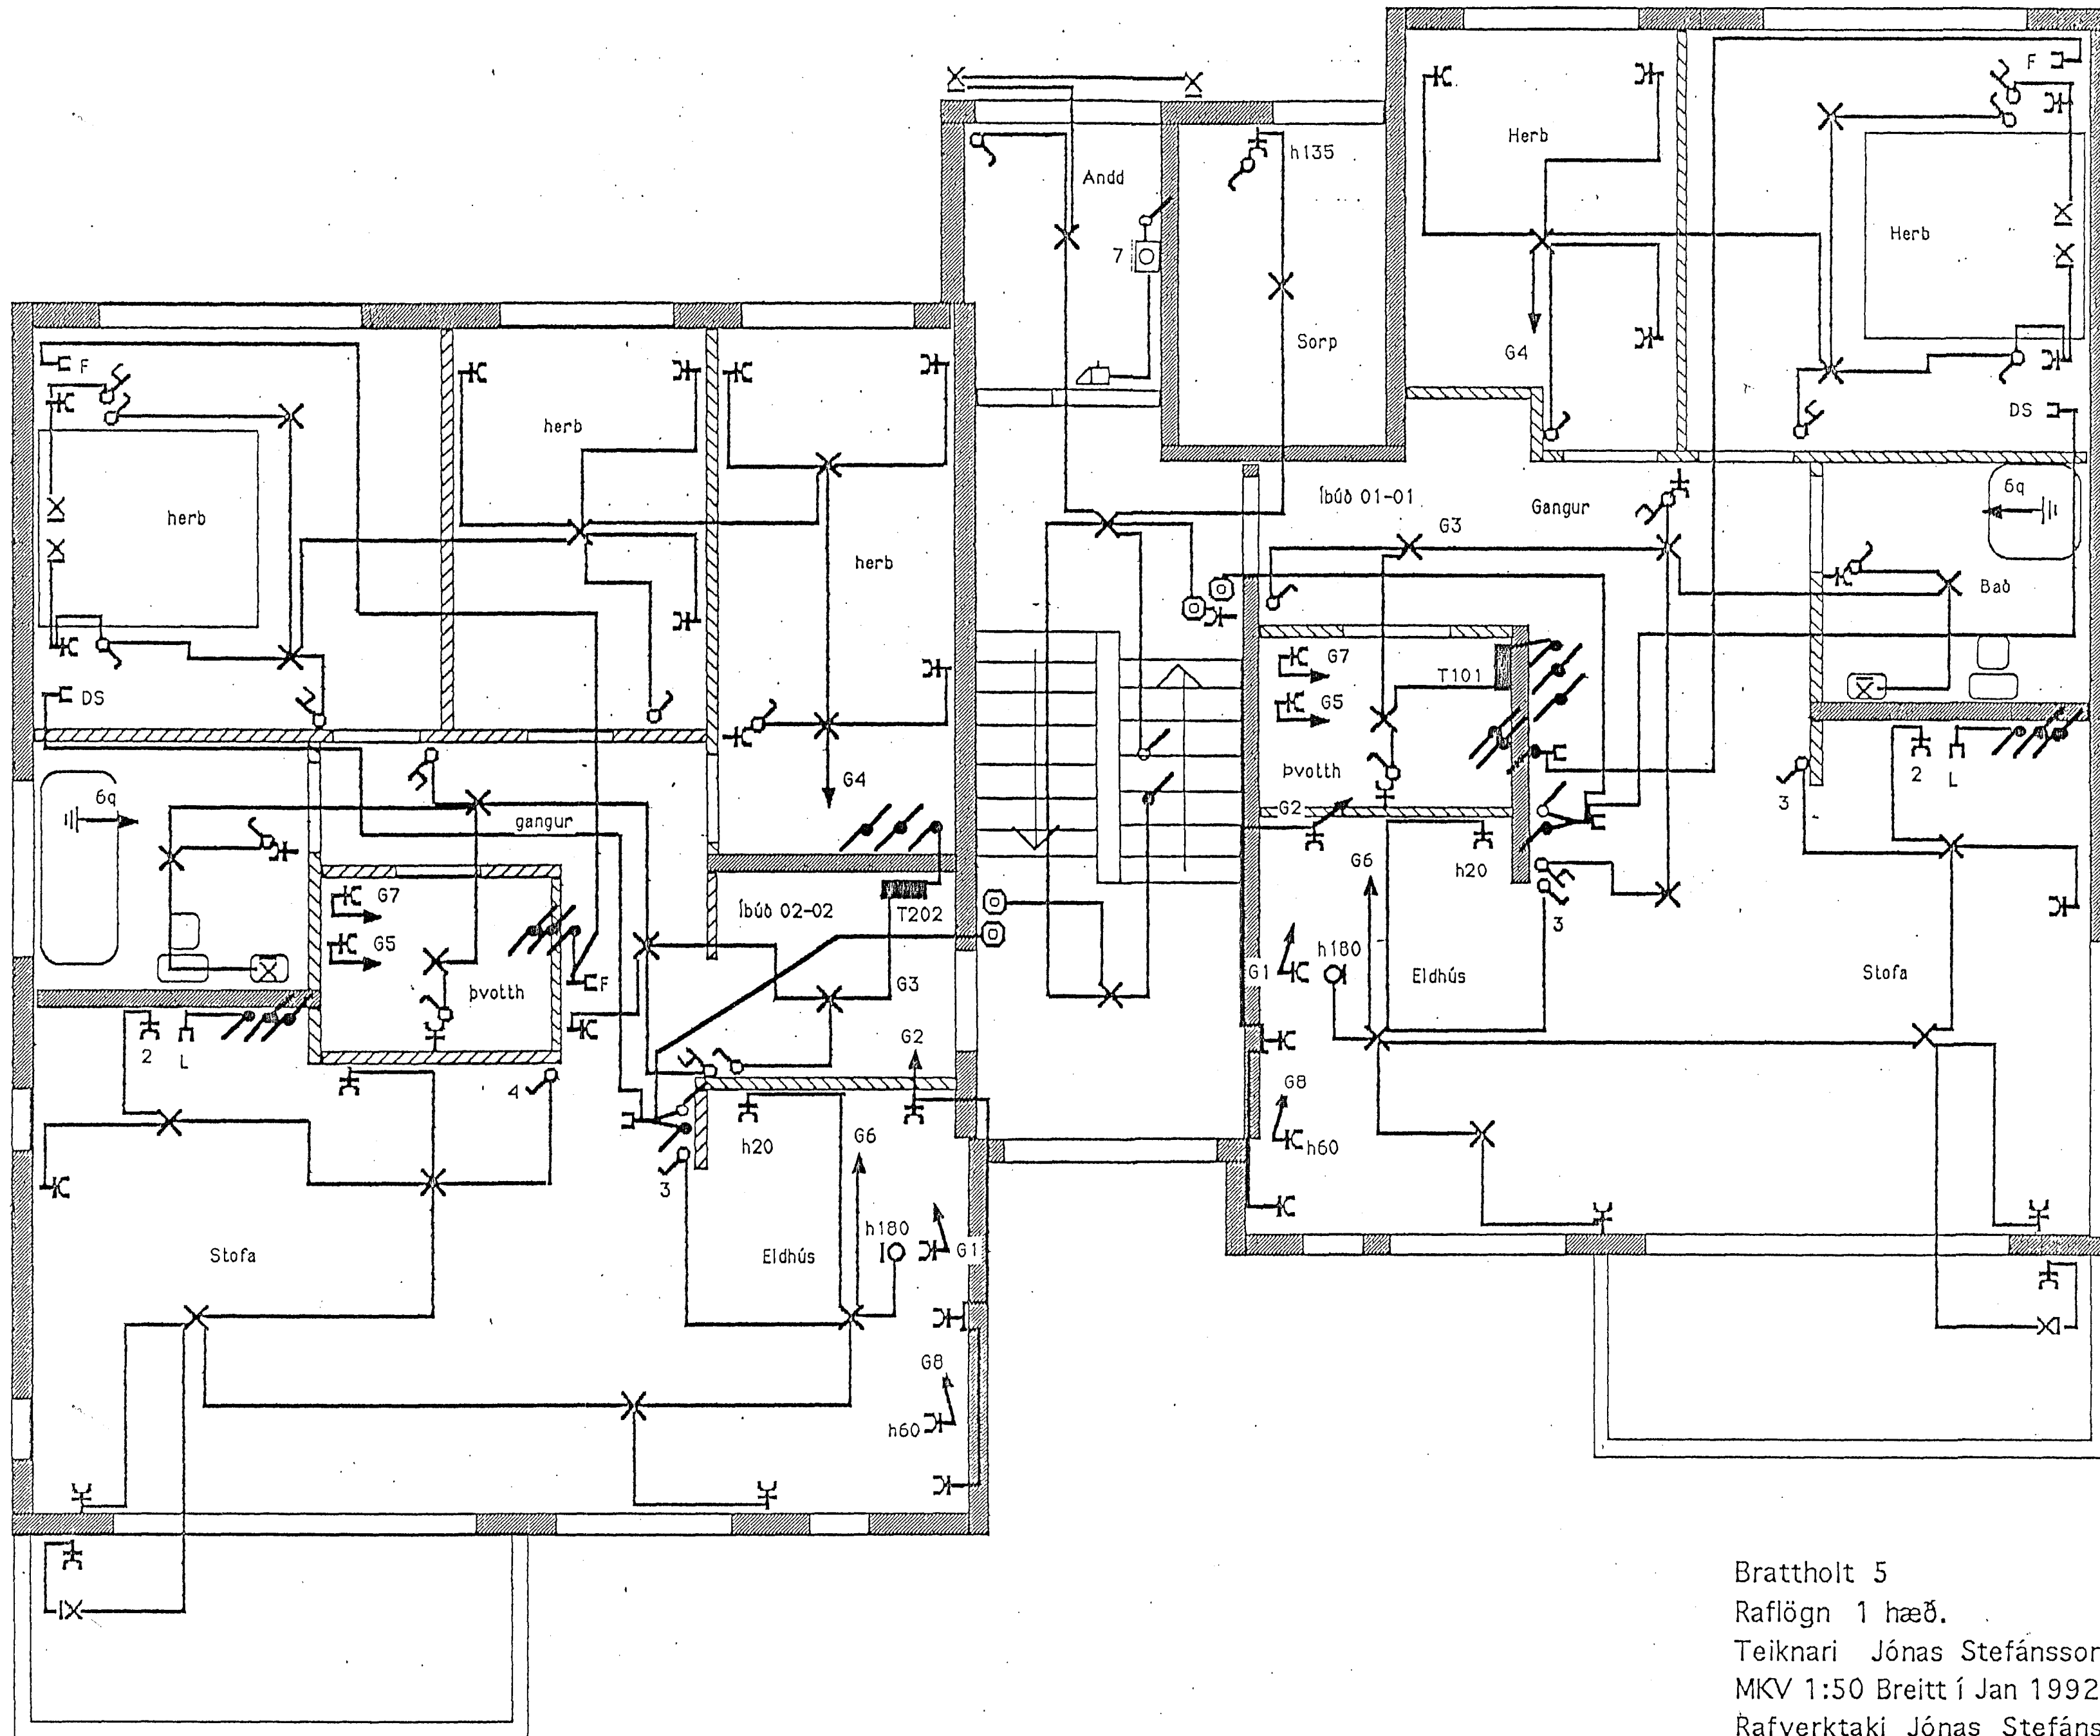 F
h135
Herb
Andd
Herb
7
Sorp
G4
F
herb
DS
Íbúð 01-01
Gangur
6q
G3
herb
herb
Bað
G7
T101
DS
G5
G4
þvotth
2
L
3
6q
gangur
G2
G6
h20
G7
Íbúð 02-02
T202
3
G5
h180
G1
Eldhús
Stofa
F
G3
þvotth
2
L
G2
G8
4
h20
G6
h60
3
h180
Stofa
Eldhús
G1
G8
h60
Brattholt 5
Raflögn 1 hæð.
Teiknari Jónas Stefánsson
MKV 1:50 Breitt í Jan 1992
Rafverktaki Jónas Stefáns